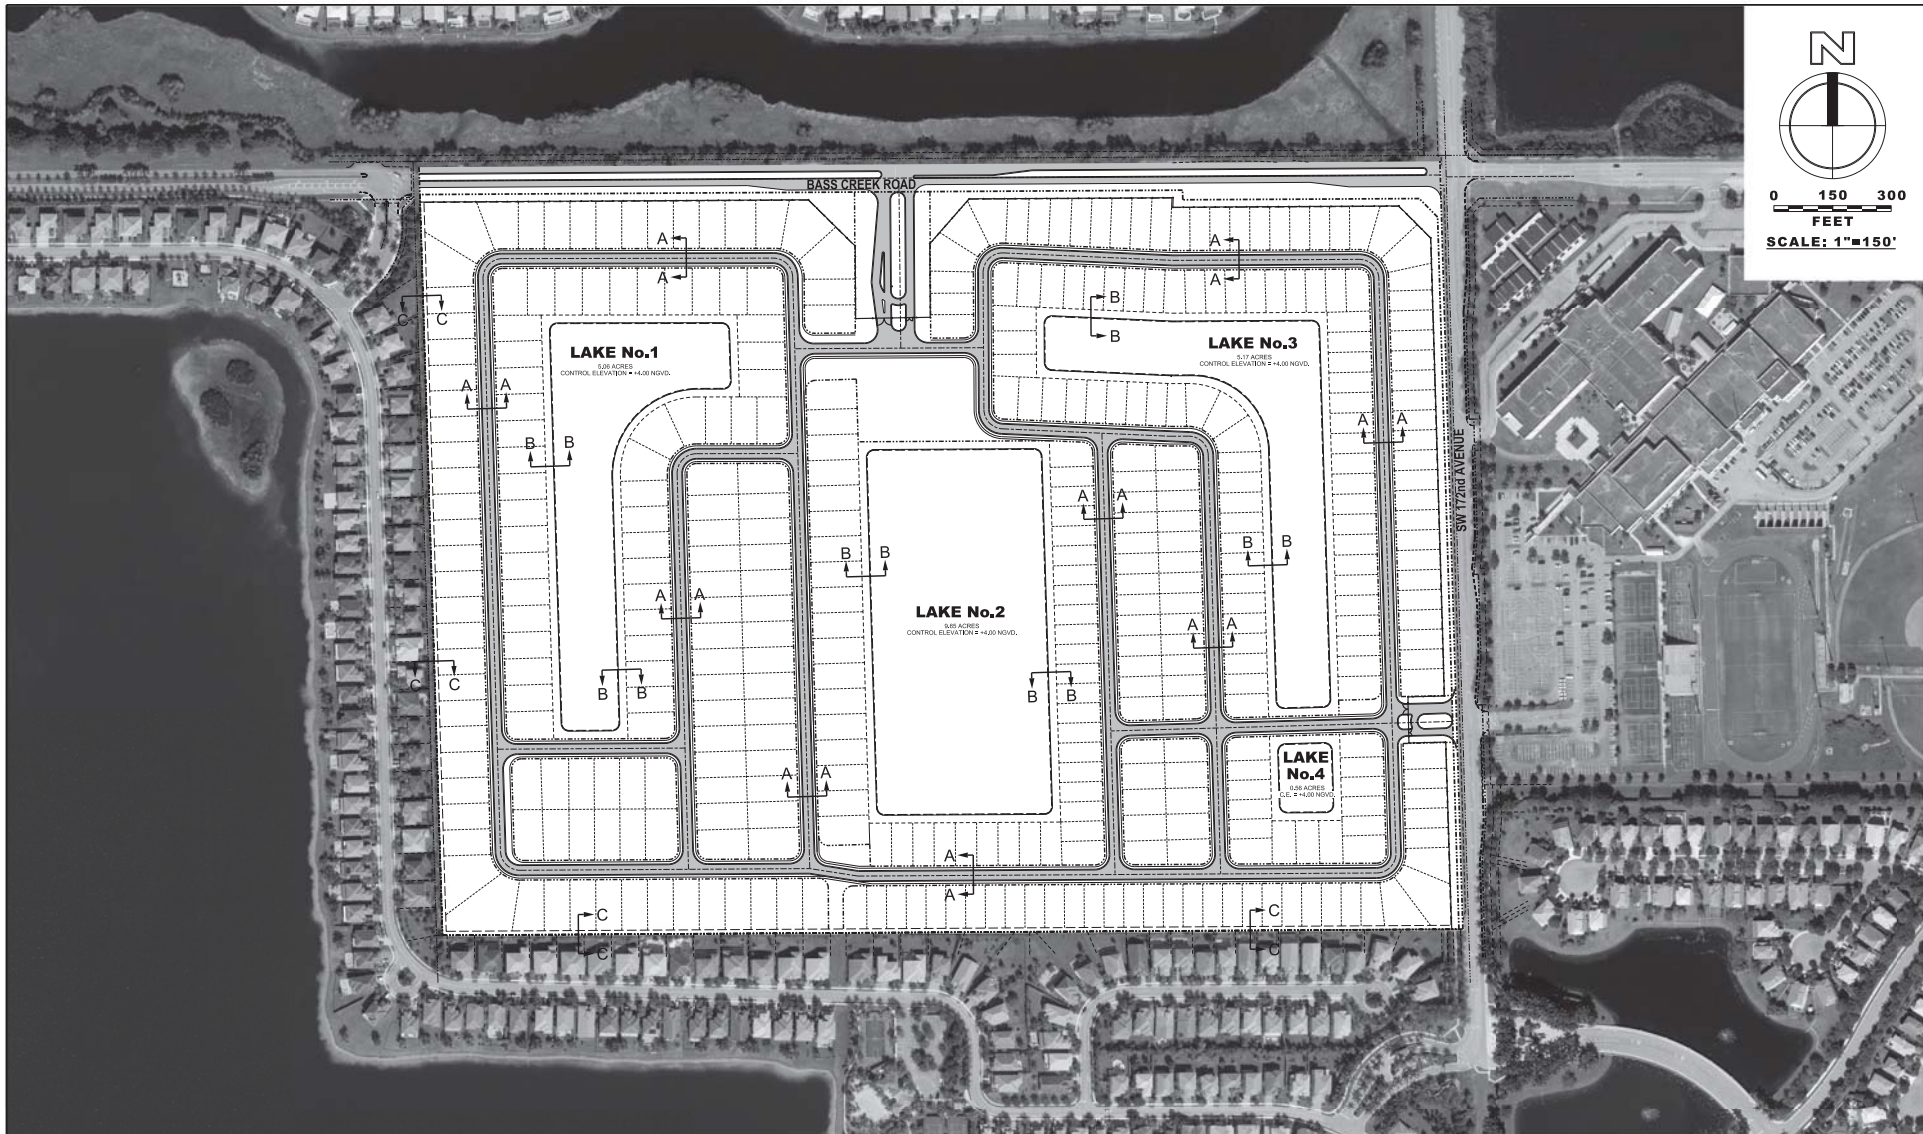 N
0 150 300
FEET
SCALE: 1"=150'
BASS CREEK ROAD
A
A
A
A
C C
B
B
LAKE No.1
5.06 ACRES
CONTROL ELEVATION = +4.00 NGVD.
LAKE No.3
5.17 ACRES
CONTROL ELEVATION = +4.00 NGVD.
A A
A A
B B
SW 172nd AVENUE
A A
B B
B B
A A
LAKE No.2
9.65 ACRES
CONTROL ELEVATION = +4.00 NGVD.
A A
C C
B B
B B
A A
LAKE
No.4
0.56 ACRES
C.E. = +4.00 NGVD.
A
A
C
C
C
C